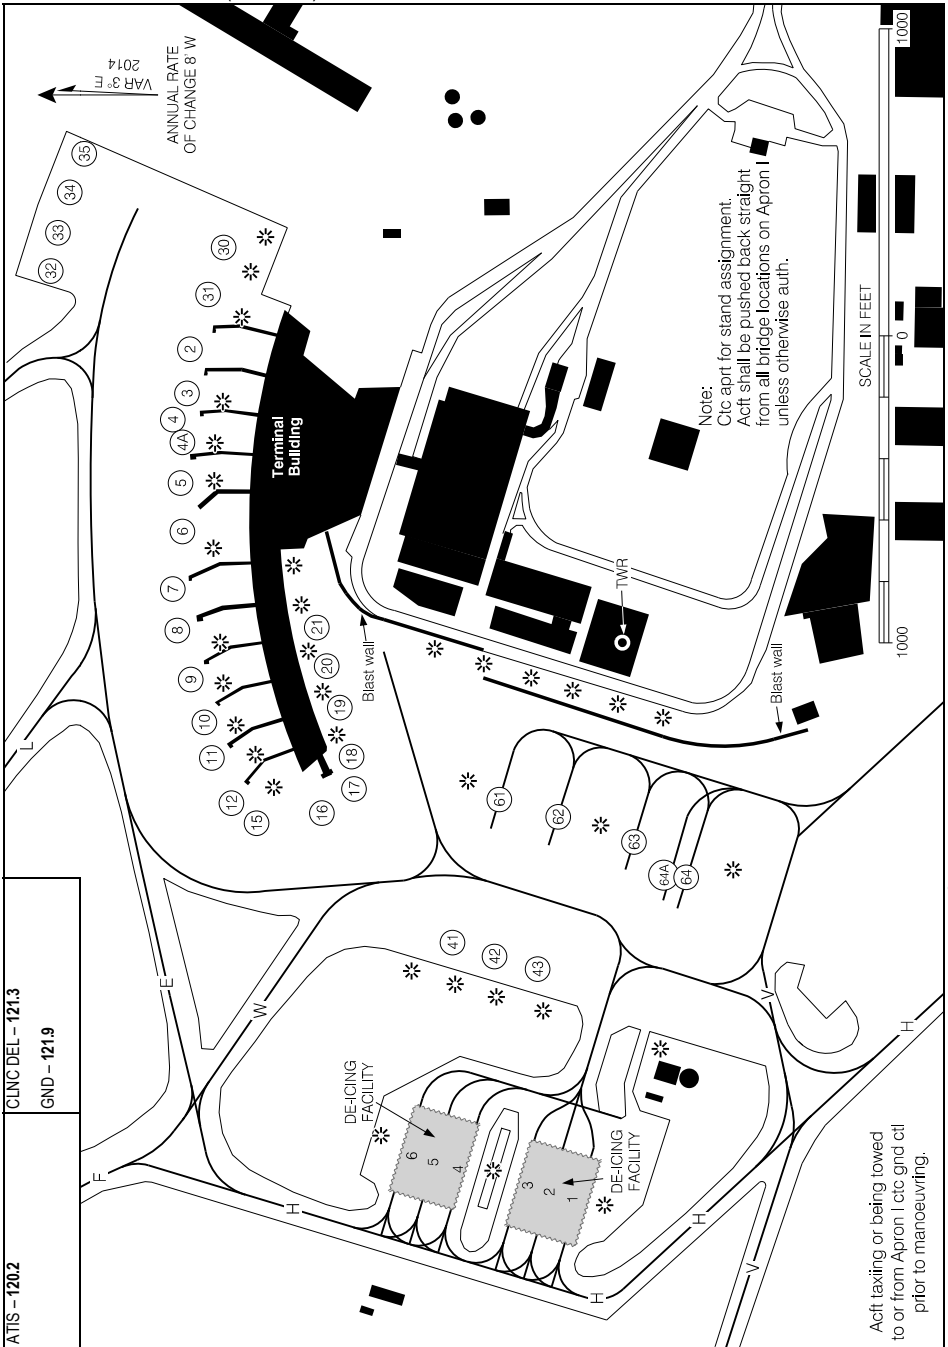 ATIS – 120.2
CLNC DEL – 121.3
GND – 121.9
VAR 3° E
2014
ANNUAL RATE
OF CHANGE 8' W
35
34
33
32
30
31
2
3
4
4A
5
6
7
8
9
10
11
12
15
16
17
18
19
20
21
Terminal
Building
Blast wall
TWR
Blast wall
Note:
Ctc aprt for stand assignment.
Acft shall be pushed back straight
from all bridge locations on Apron I
unless otherwise auth.
SCALE IN FEET
1000
0
1000
61
62
63
64A
64
41
42
43
L
E
W
F
H
H
H
H
V
V
DE-ICING
FACILITY
6
5
4
3
2
1
DE-ICING
FACILITY
Acft taxiing or being towed
to or from Apron I ctc gnd ctl
prior to manoeuvring.